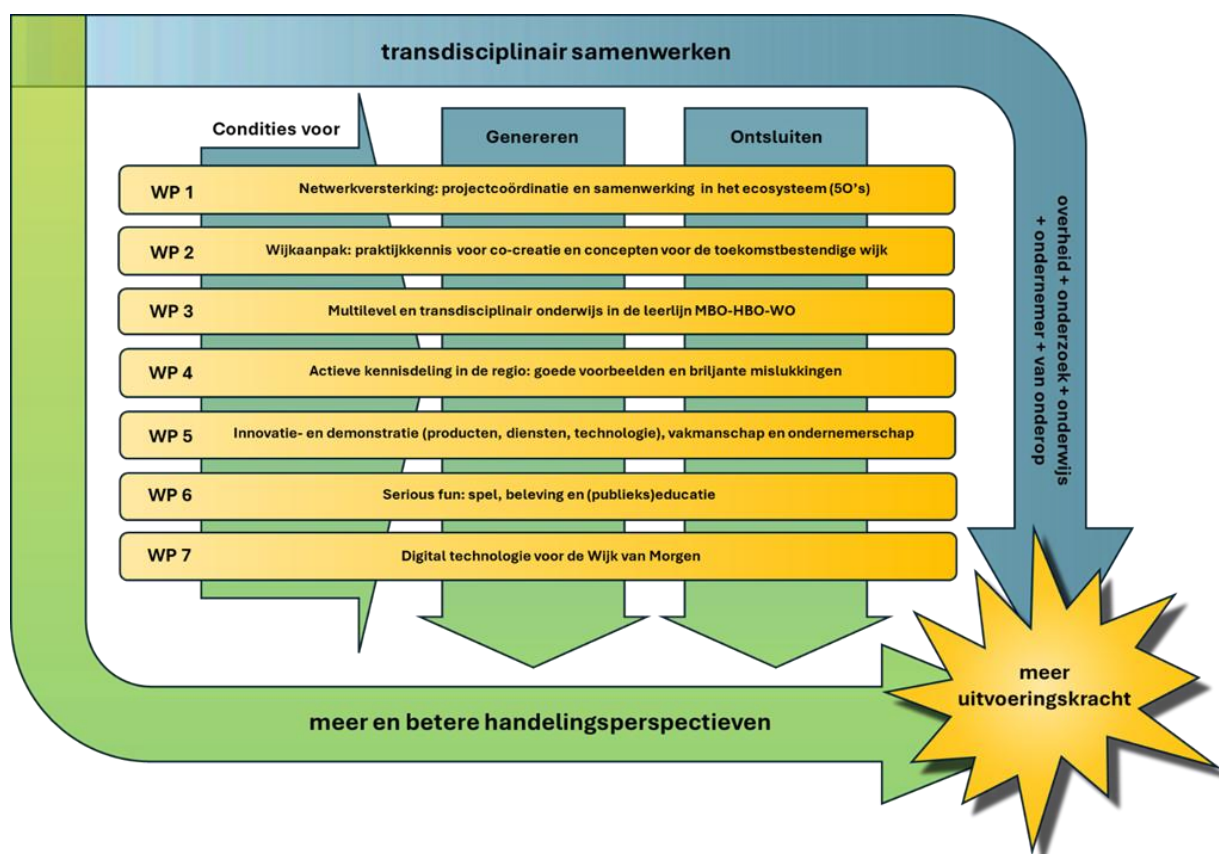 transdisciplinair samenwerken
Condities voor
Genereren
Ontsluiten
WP 1
Netwerkversterking: projectcoördinatie en samenwerking in het ecosysteem (5O's)
WP 2
Wijkaanpak: praktijkkennis voor co-creatie en concepten voor de toekomstbestendige wijk
WP 3
Multilevel en transdisciplinair onderwijs in de leerlijn MBO-HBO-WO
WP 4
Actieve kennisdeling in de regio: goede voorbeelden en briljante mislukkingen
WP 5
Innovatie- en demonstratie (producten, diensten, technologie), vakmanschap en ondernemerschap
WP 6
Serious fun: spel, beleving en (publieks)educatie
WP 7
Digital technologie voor de Wijk van Morgen
overheid + onderzoek + onderwijs
+ ondernemer + van onderop
meer
uitvoeringskracht
meer en betere handelingsperspectieven